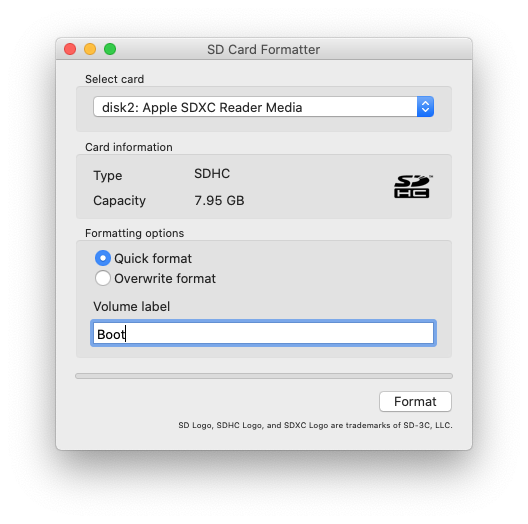 SD Card Formatter
Select card
disk2: Apple SDXC Reader Media
Card information
Type SDHC
Capacity 7.95 GB
SD HC ™
Formatting options
Quick format
Overwrite format
Volume label
Boot
Format
SD Logo, SDHC Logo, and SDXC Logo are trademarks of SD-3C, LLC.